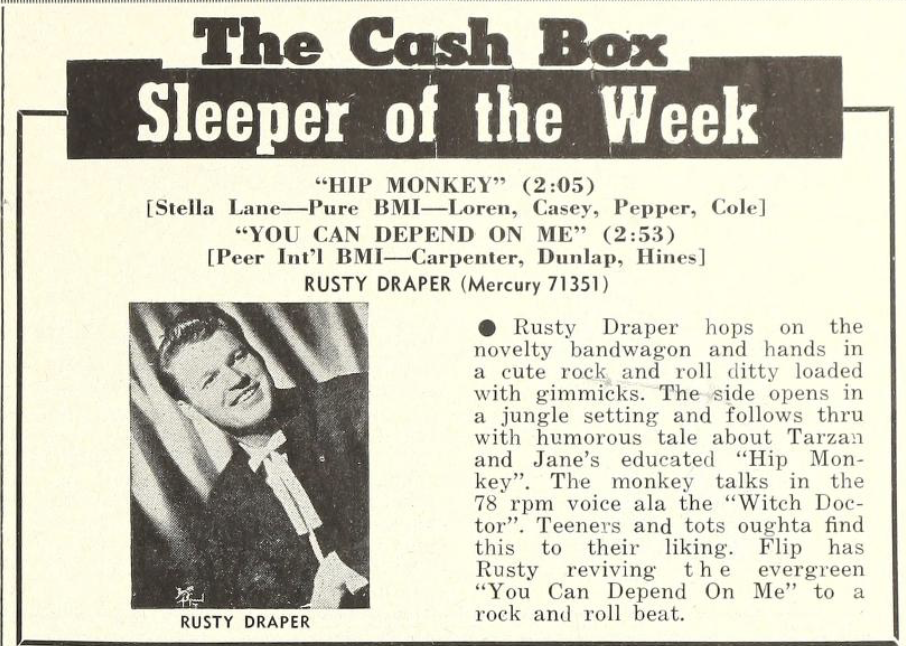 The Cash Box
Sleeper of the Week
“HIP MONKEY” (2:05)
[Stella Lane—Pure BMI—Loren, Casey, Pepper, Cole]
“YOU CAN DEPEND ON ME” (2:53)
[Peer Int'l BMI—Carpenter, Dunlap, Hines]
RUSTY DRAPER (Mercury 71351)
● Rusty Draper hops on the
novelty bandwagon and hands in
a cute rock and roll ditty loaded
with gimmicks. The side opens in
a jungle setting and follows thru
with humorous tale about Tarzan
and Jane's educated “Hip Mon-
key”. The monkey talks in the
78 rpm voice ala the “Witch Doc-
tor”. Teeners and tots oughta find
this to their liking. Flip has
Rusty reviving the evergreen
“You Can Depend On Me” to a
rock and roll beat.
RUSTY DRAPER